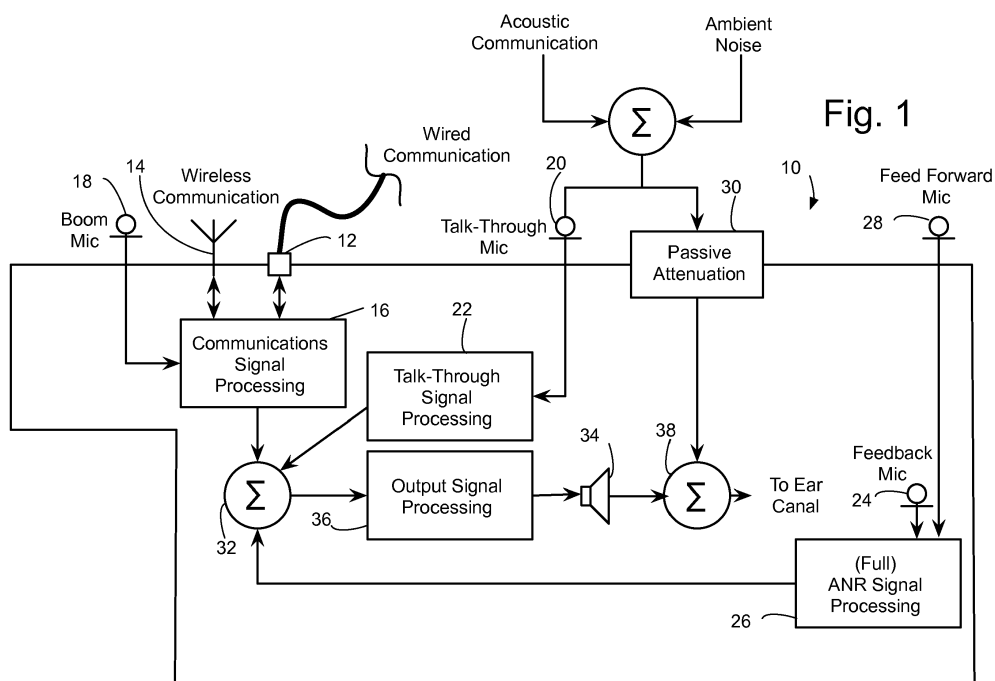 Acoustic
Communication
Ambient
Noise
Σ
Fig. 1
Wired
Communication
14
18
Wireless
Communication
Boom
Mic
12
20
Talk-Through
Mic
30
10
Feed Forward
Mic
28
Passive
Attenuation
16
Communications
Signal
Processing
22
Talk-Through
Signal
Processing
34
38
Σ
32
36
Output Signal
Processing
Σ
To Ear
Canal
Feedback
Mic
24
(Full)
ANR Signal
Processing
26